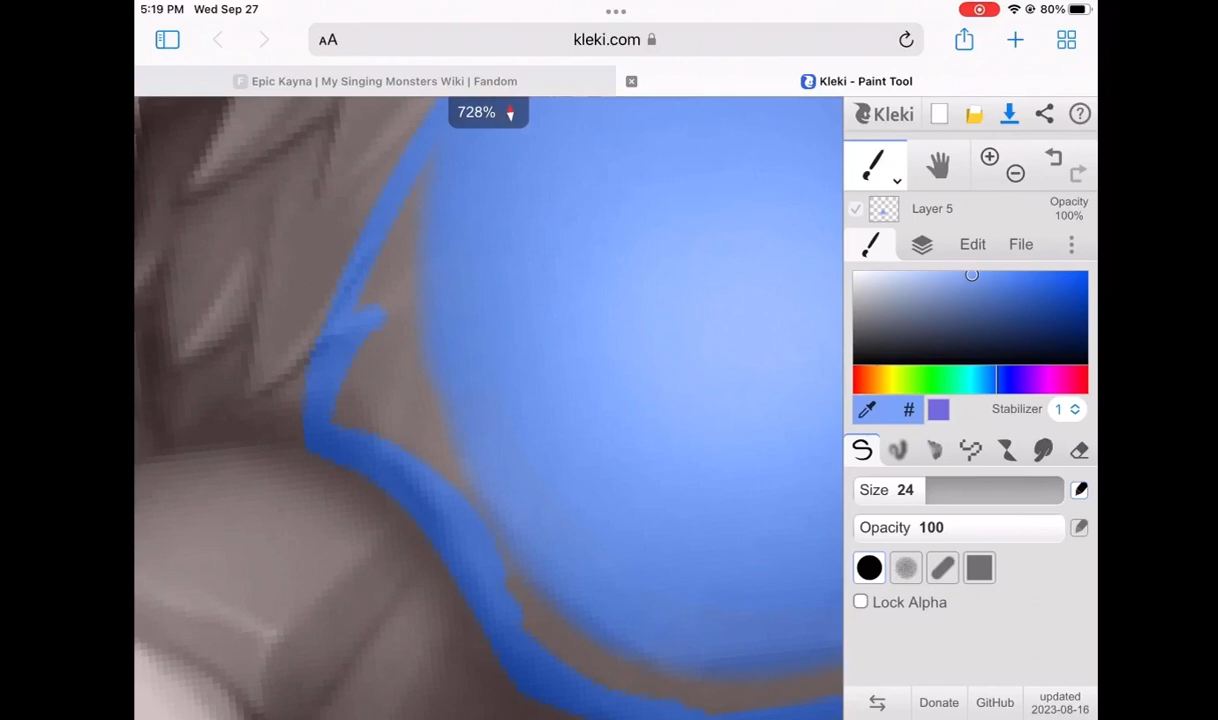 5:19 PM Wed Sep 27
80%
AA
kleki.com
Epic Kayna | My Singing Monsters Wiki | Fandom
Kleki - Paint Tool
728%
Kleki
?
Layer 5
Opacity
100%
Edit
File
#
Stabilizer
1
Size 24
Opacity 100
Lock Alpha
Donate
GitHub
updated
2023-08-16